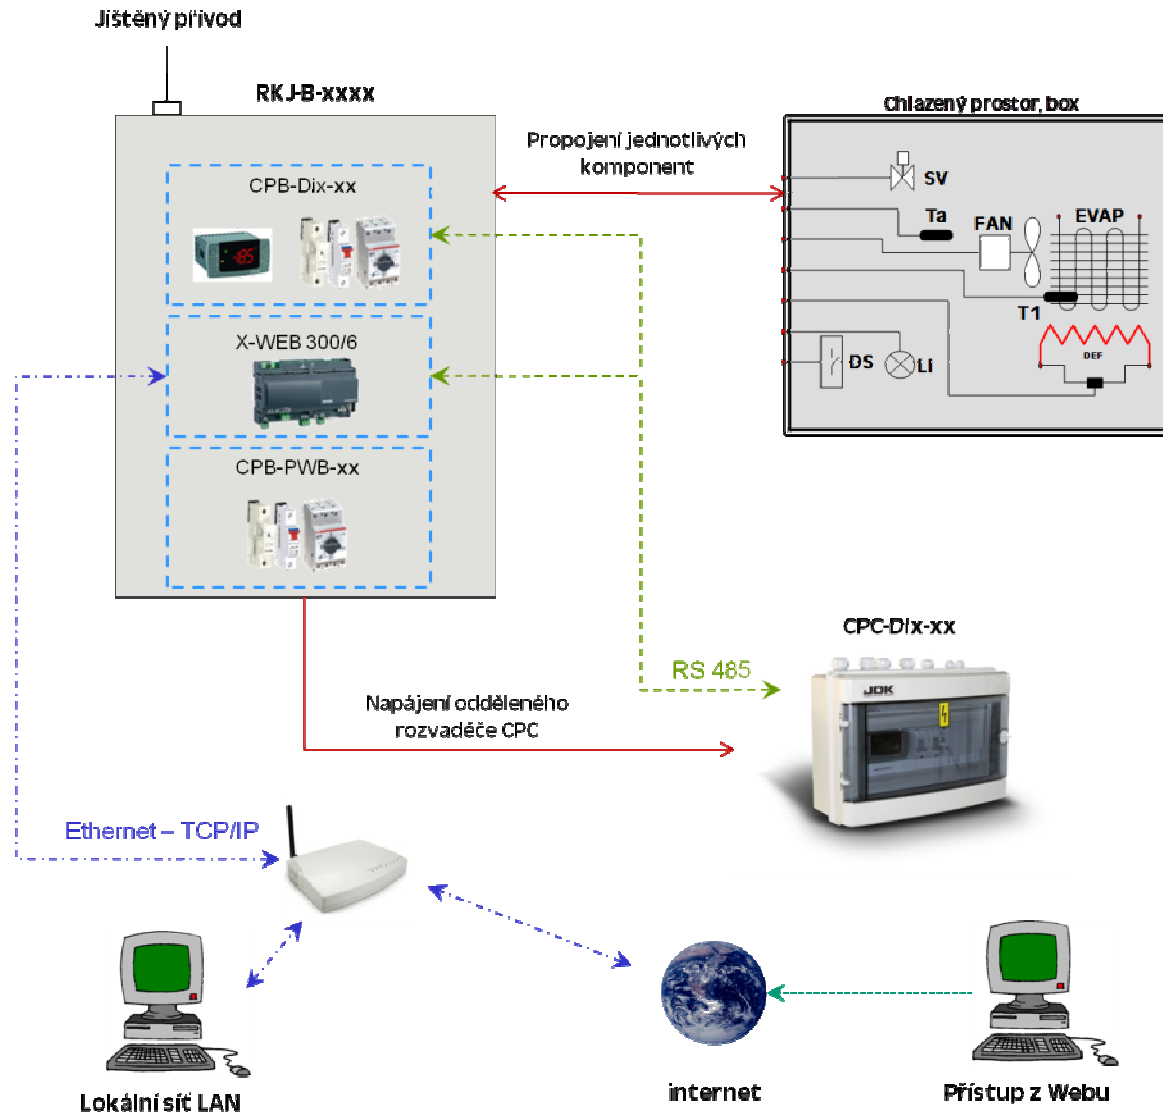 Jištěný přívod
RKJ-B-xxxx
Chlazený prostor, box
Propojení jednotlivých
komponent
CPB-Dix-xx
-18.5
SV
Ta
FAN
EVAP
T1
X-WEB 300/6
DEF
DS
Li
CPB-PWB-xx
CPC-Dix-xx
RS 485
JDK
Napájení odděleného
rozvaděče CPC
Ethernet – TCP/IP
Lokální síť LAN
internet
Přístup z Webu